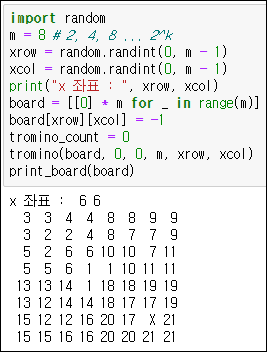 import random
m = 8 # 2, 4, 8 ... 2^k
xrow = random.randint(0, m - 1)
xcol = random.randint(0, m - 1)
print("x 좌표 : ", xrow, xcol)
board = [[0] * m for _ in range(m)]
board[xrow][xcol] = -1
tromino_count = 0
tromino(board, 0, 0, m, xrow, xcol)
print_board(board)
x 좌표 :  6 6
3 3 4 4 8 8 9 9
3 2 2 4 8 7 7 9
5 2 6 6 10 10 7 11
5 5 6 1 1 10 11 11
13 13 14 1 18 18 19 19
13 12 14 14 18 17 17 19
15 12 12 16 20 17 X 21
15 15 16 16 20 20 21 21